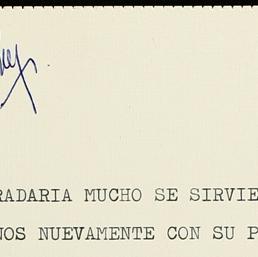 RADARIA MUCHO SE SIRVIE
NOS NUEVAMENTE CON SU P